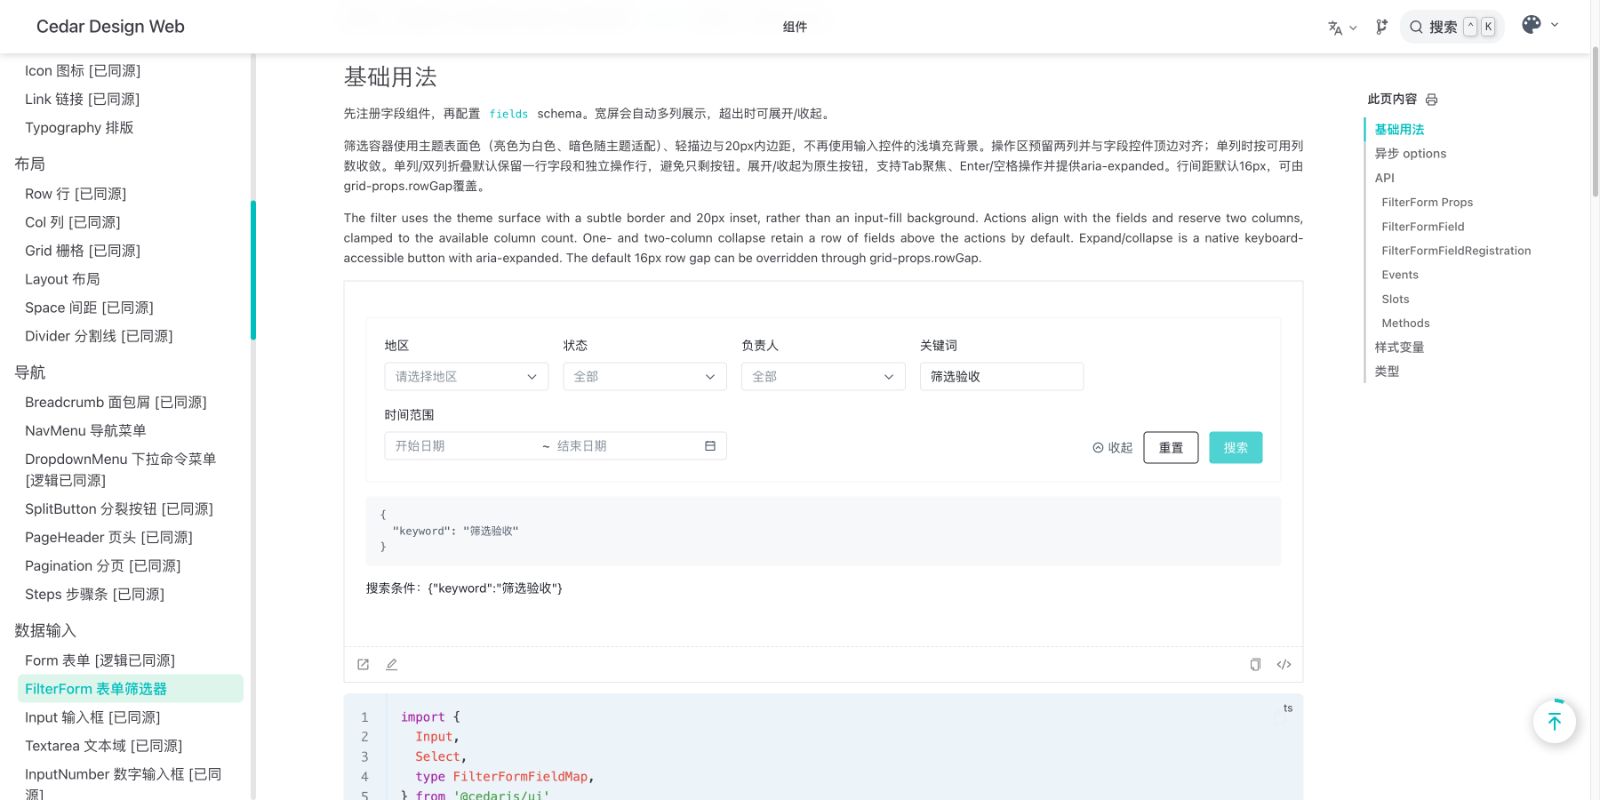 Cedar Design Web
组件
搜索
^
K
Icon 图标 [已同源]
Link 链接 [已同源]
Typography 排版
布局
Row 行 [已同源]
Col 列 [已同源]
Grid 栅格 [已同源]
Layout 布局
Space 间距 [已同源]
Divider 分割线 [已同源]
导航
Breadcrumb 面包屑 [已同源]
NavMenu 导航菜单
DropdownMenu 下拉命令菜单
[逻辑已同源]
SplitButton 分裂按钮 [已同源]
PageHeader 页头 [已同源]
Pagination 分页 [已同源]
Steps 步骤条 [已同源]
数据输入
Form 表单 [逻辑已同源]
FilterForm 表单筛选器
Input 输入框 [已同源]
Textarea 文本域 [已同源]
InputNumber 数字输入框 [已同
源]
基础用法
先注册字段组件，再配置 fields schema。宽屏会自动多列展示，超出时可展开/收起。
筛选容器使用主题表面色（亮色为白色、暗色随主题适配）、轻描边与20px内边距，不再使用输入控件的浅填充背景。操作区预留两列并与字段控件顶边对齐；单列时按可用列
数收敛。单列/双列折叠默认保留一行字段和独立操作行，避免只剩按钮。展开/收起为原生按钮，支持Tab聚焦、Enter/空格操作并提供aria-expanded。行间距默认16px，可由
grid-props.rowGap覆盖。
The filter uses the theme surface with a subtle border and 20px inset, rather than an input-fill background. Actions align with the fields and reserve two columns,
clamped to the available column count. One- and two-column collapse retain a row of fields above the actions by default. Expand/collapse is a native keyboard-
accessible button with aria-expanded. The default 16px row gap can be overridden through grid-props.rowGap.
地区
状态
负责人
关键词
请选择地区
全部
全部
筛选验收
时间范围
开始日期 ~ 结束日期
收起
重置
搜索
{
"keyword": "筛选验收"
}
搜索条件：{"keyword":"筛选验收"}
</>
ts
1 import {
2 Input,
3 Select,
4 type FilterFormFieldMap,
5 } from '@cedarjs/ui'
此页内容
基础用法
异步 options
API
FilterForm Props
FilterFormField
FilterFormFieldRegistration
Events
Slots
Methods
样式变量
类型